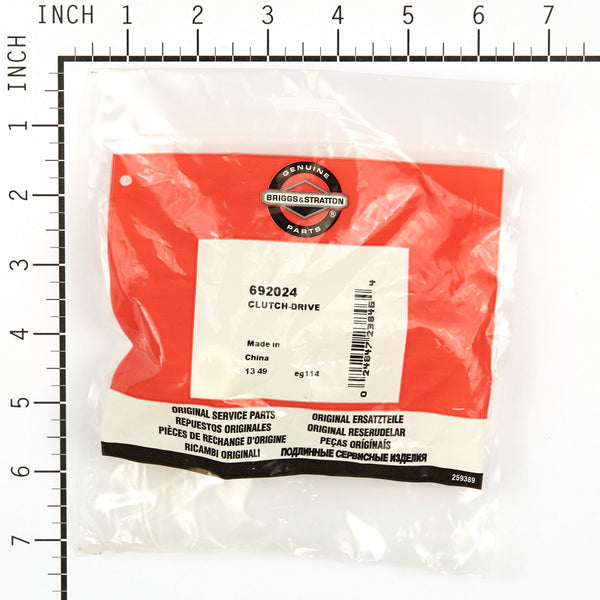 INCH 1 2 3 4 5 6 7
INCH
1
2
3
4
5
6
7
GENUINE
BRIGGS&STRATTON
®
PARTS
692024
CLUTCH-DRIVE
Made in
China
13 49 eg114
0 24847 23846 4
ORIGINAL SERVICE PARTS
REPUESTOS ORIGINALES
PIÈCES DE RECHANGE D'ORIGINE
RICAMBI ORIGINALI
ORIGINAL ERSATZTEILE
ORIGINAL RESERUDELAR
PEÇAS ORIGÍNAIS
ПОДЛИННЫЕ СЕРВИСНЫЕ ИЗДЕЛИЯ
259389